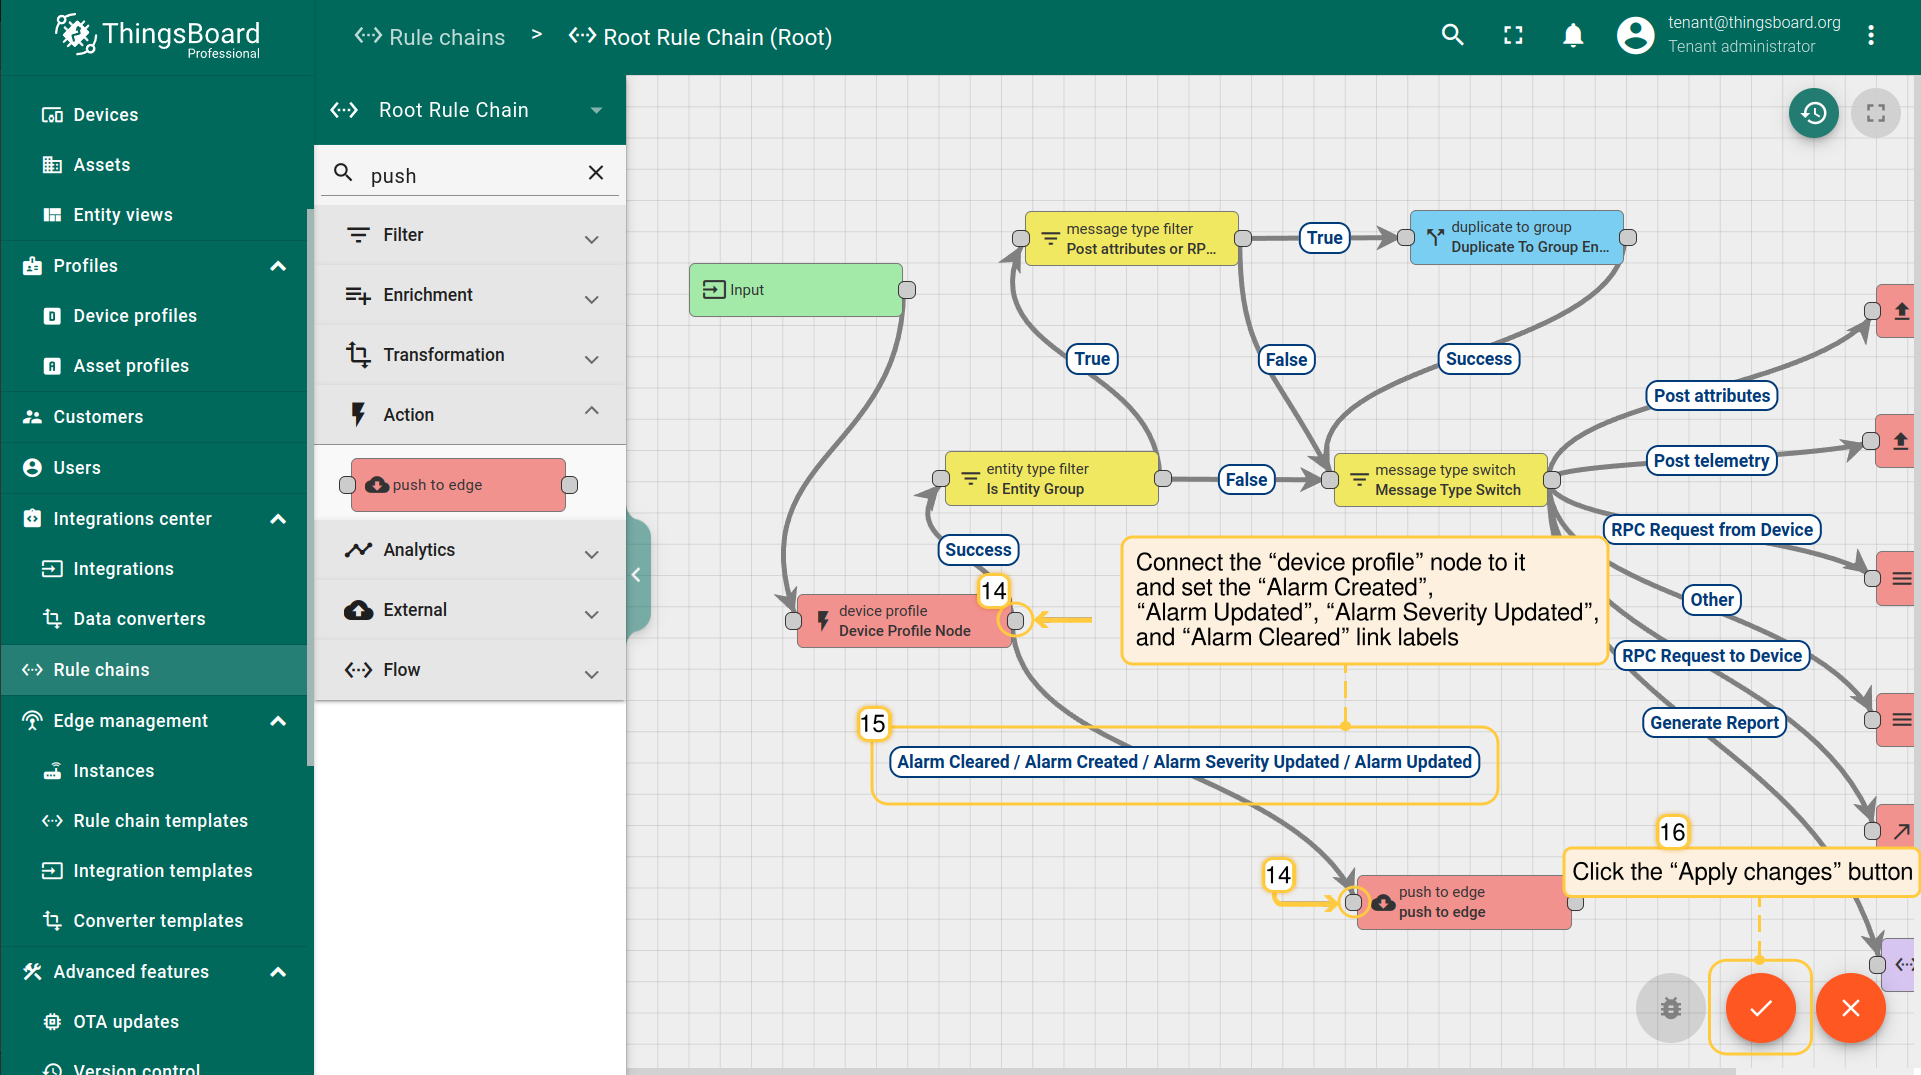 ThingsBoard
Professional
Rule chains > Root Rule Chain (Root)
tenant@thingsboard.org
Tenant administrator
Devices
Assets
Entity views
Profiles
Device profiles
Asset profiles
Customers
Users
Integrations center
Integrations
Data converters
Rule chains
Edge management
Instances
Rule chain templates
Integration templates
Converter templates
Advanced features
OTA updates
Version control
Root Rule Chain
push
Filter
Enrichment
Transformation
Action
push to edge
Analytics
External
Flow
Input
message type filter
Post attributes or RP...
True
duplicate to group
Duplicate To Group En...
True
False
Success
Post attributes
entity type filter
Is Entity Group
False
message type switch
Message Type Switch
Post telemetry
RPC Request from Device
Success
Other
RPC Request to Device
Generate Report
14
device profile
Device Profile Node
Connect the “device profile” node to it
and set the “Alarm Created”,
“Alarm Updated”, “Alarm Severity Updated”,
and “Alarm Cleared” link labels
15
Alarm Cleared / Alarm Created / Alarm Severity Updated / Alarm Updated
14
push to edge
push to edge
16
Click the “Apply changes” button